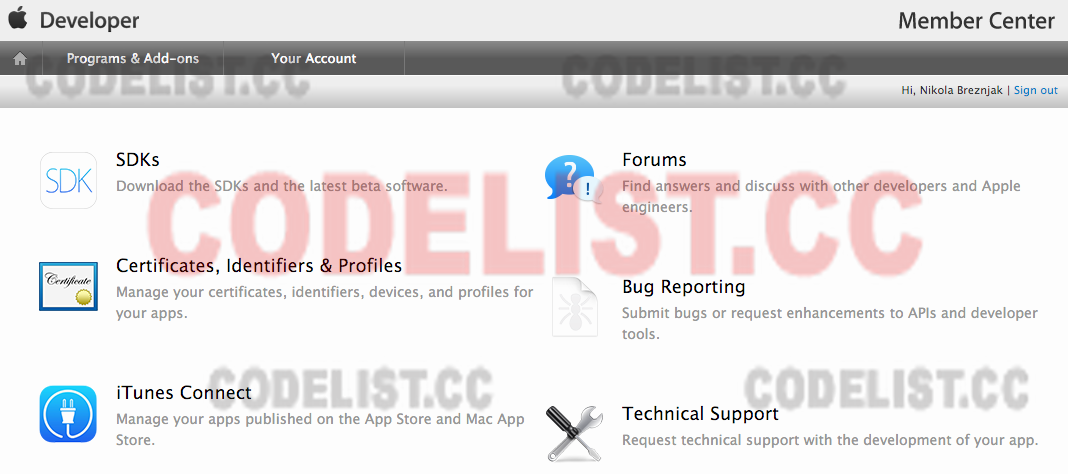 Developer
Member Center
Programs & Add-ons
Your Account
CODELIST.CC
CODELIST.CC
Hi, Nikola Breznjak | Sign out
SDK
SDKs
Download the SDKs and the latest beta software.
?
!
Forums
Find answers and discuss with other developers and Apple
engineers.
CODELIST.CC
Certificate
Certificates, Identifiers & Profiles
Manage your certificates, identifiers, devices, and profiles for
your apps.
Bug Reporting
Submit bugs or request enhancements to APIs and developer
tools.
CODELIST.CC
CODELIST.CC
iTunes Connect
Manage your apps published on the App Store and Mac App
Store.
Technical Support
Request technical support with the development of your app.